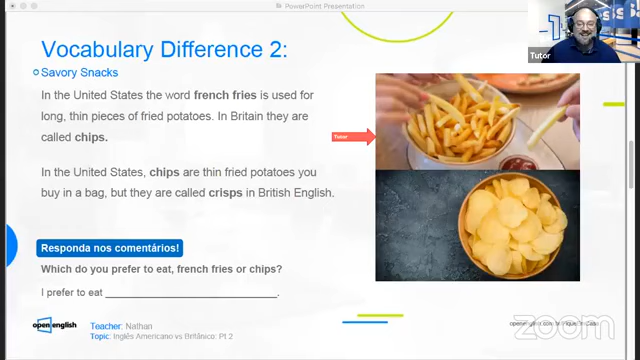 PowerPoint Presentation
Tutor
Vocabulary Difference 2:
Savory Snacks
In the United States the word french fries is used for
long, thin pieces of fried potatoes. In Britain they are
called chips.
Tutor
In the United States, chips are thin fried potatoes you
buy in a bag, but they are called crisps in British English.
Responda nos comentários!
Which do you prefer to eat, french fries or chips?
I prefer to eat ____________________________.
open english
Teacher: Nathan
Topic: Inglês Americano vs Britânico: Pt 2
zoom